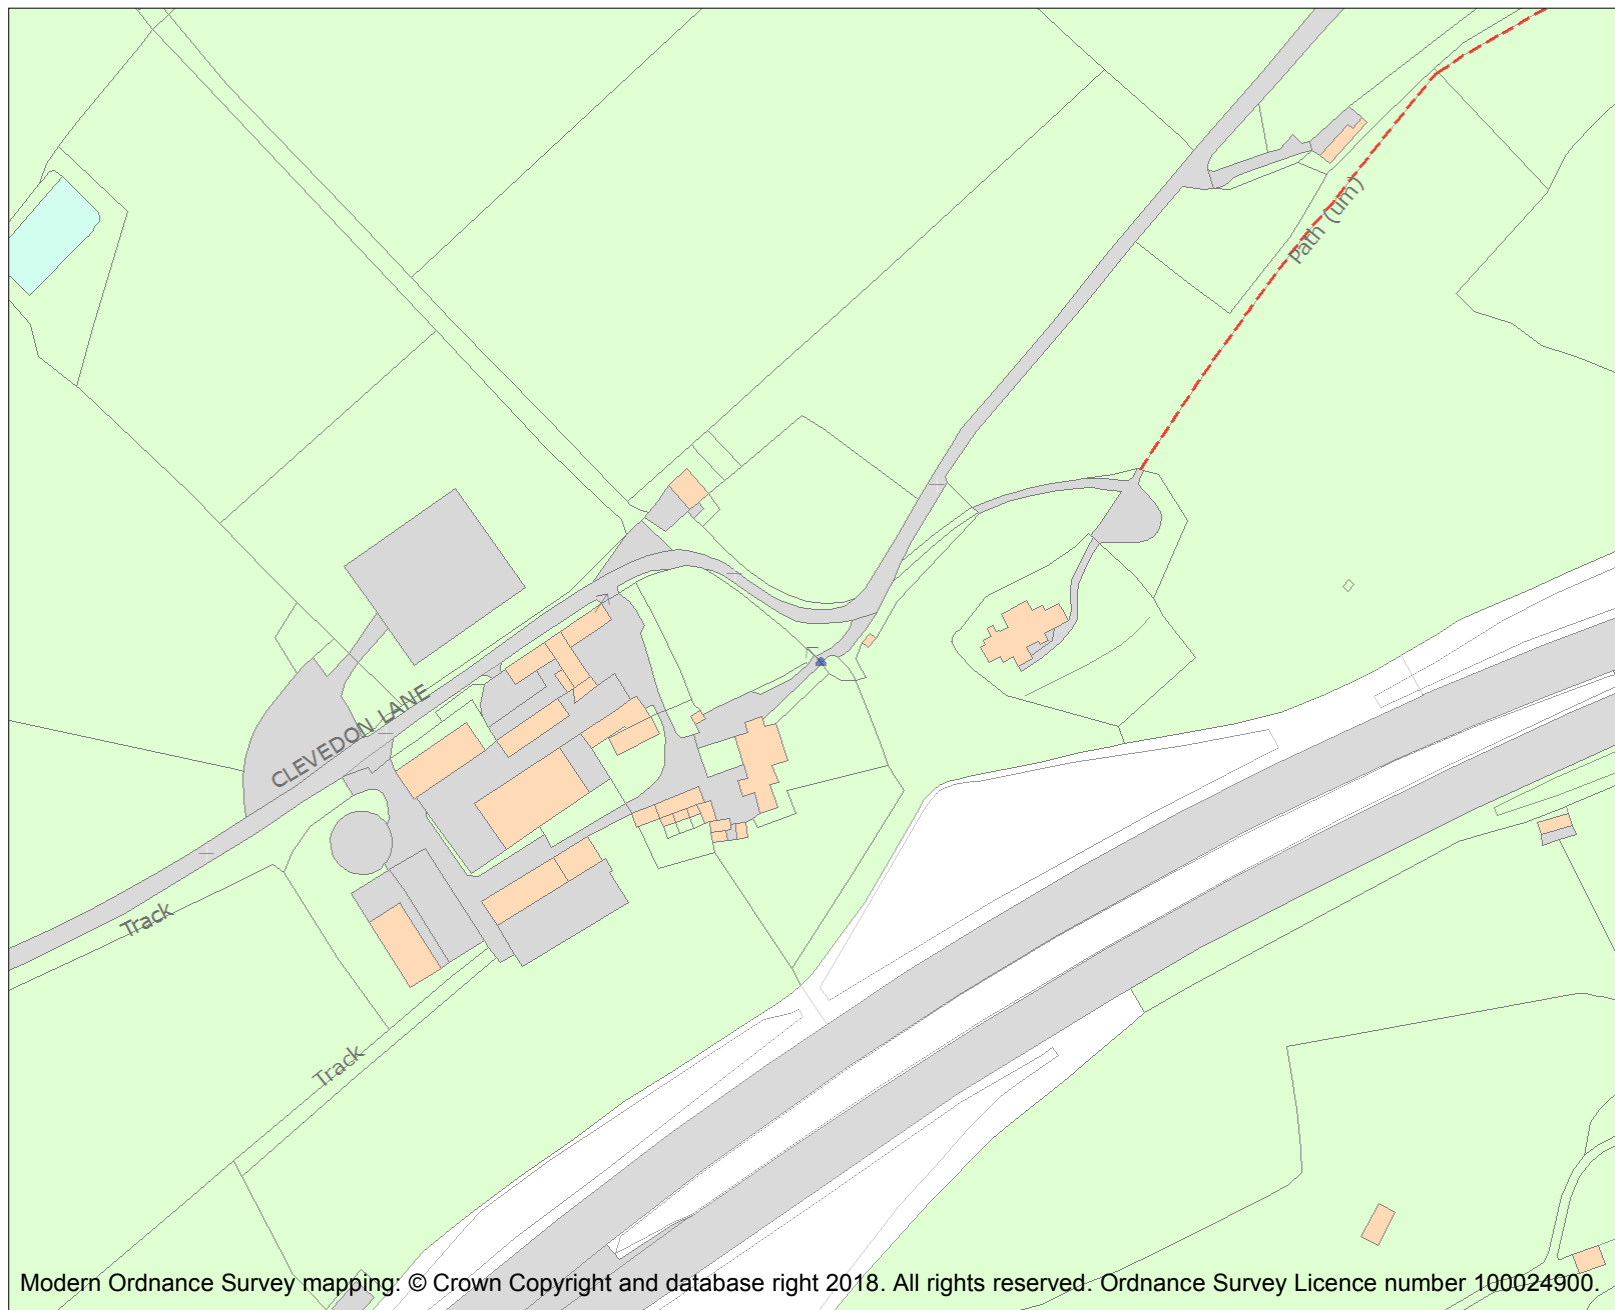 Path (um)
CLEVEDON LANE
Track
Track
Modern Ordnance Survey mapping: © Crown Copyright and database right 2018. All rights reserved. Ordnance Survey Licence number 100024900.